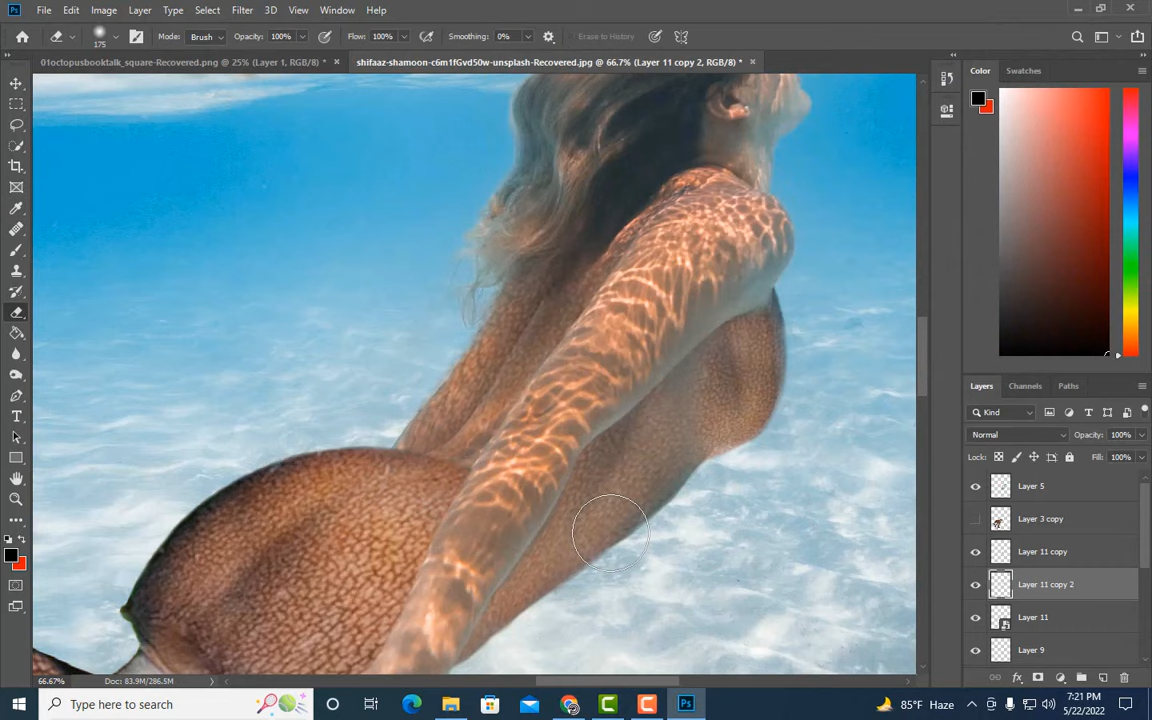 Ps File Edit Image Layer Type Select Filter 3D View Window Help
175 Mode: Brush Opacity: 100% Flow: 100% Smoothing: 0% Erase to History
01octopusbooktalk_square-Recovered.png @ 25% (Layer 1, RGB/8) * shifaaz-shamoon-c6m1fGvd50w-unsplash-Recovered.jpg @ 66.7% (Layer 11 copy 2, RGB/8) *
Color Swatches
Layers Channels Paths
Kind
Normal Opacity: 100%
Lock: Fill: 100%
Layer 5
Layer 3 copy
Layer 11 copy
Layer 11 copy 2
Layer 11
Layer 9
66.67% Doc: 83.9M/286.5M
Type here to search Ps 85°F Haze 7:21 PM
5/22/2022